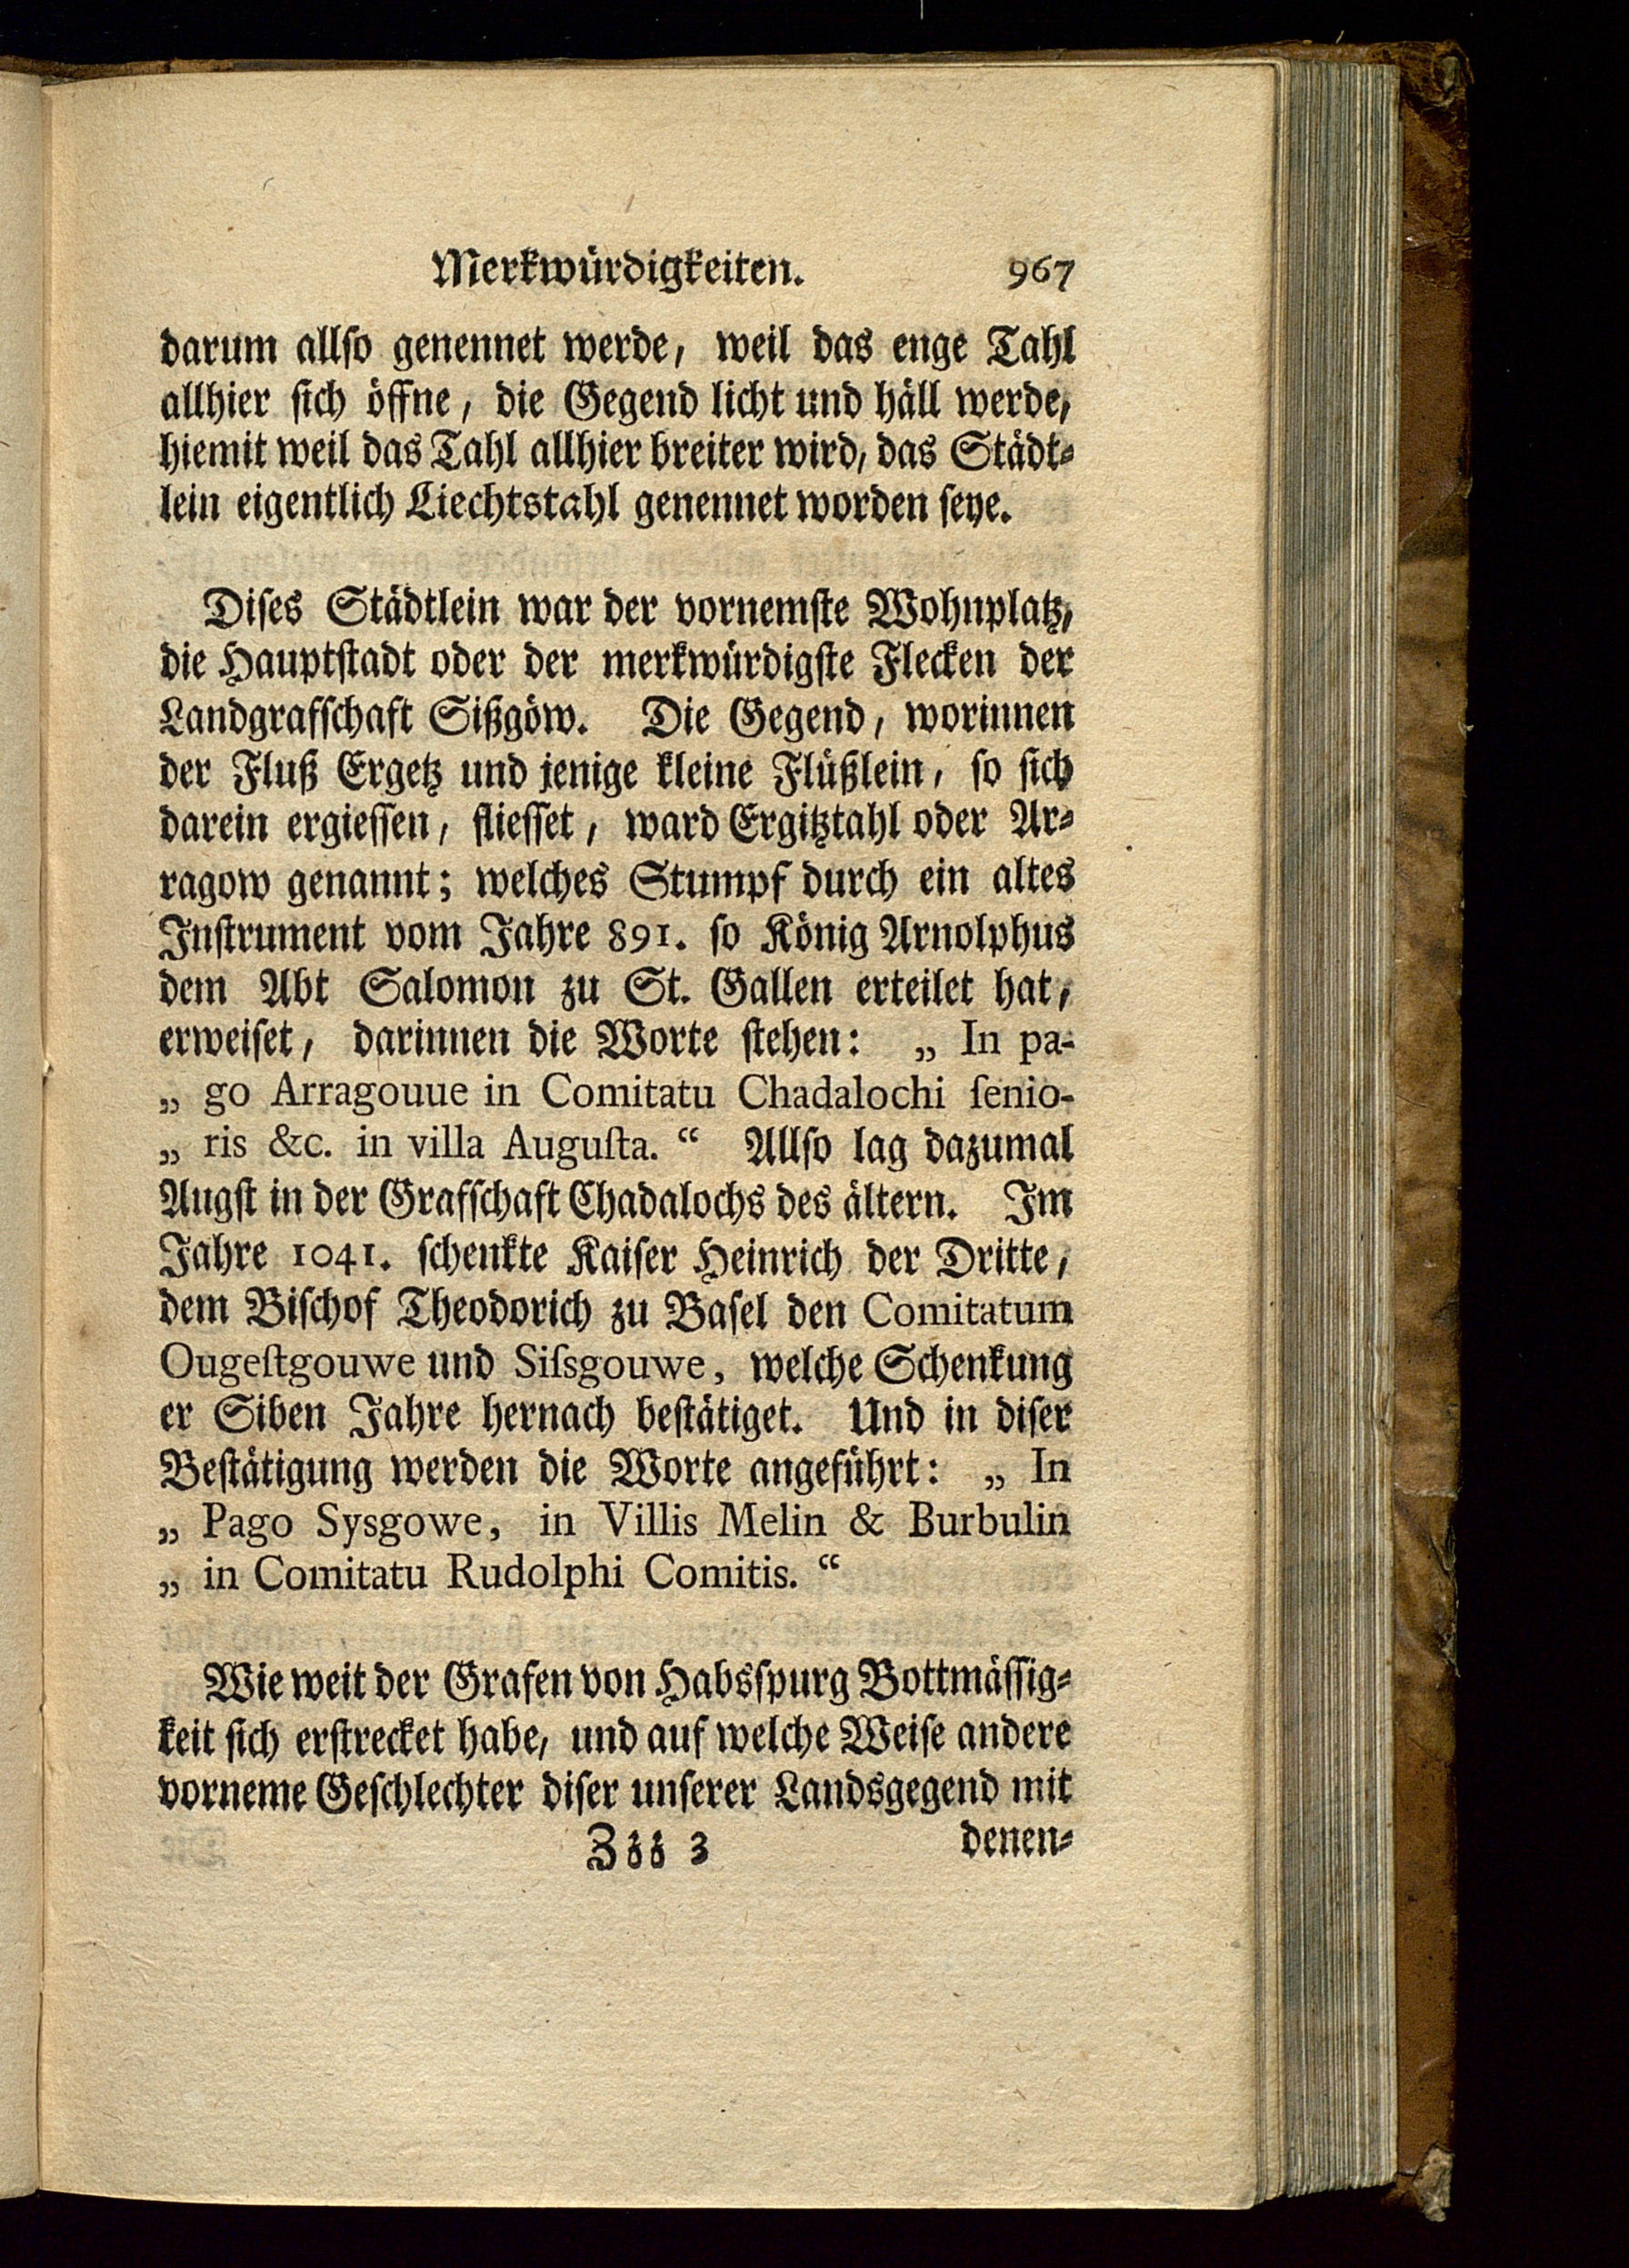 Merkwürdigkeiten. 967
darum allso genennet werde, weil das enge Tahl
allhier sich öffne, die Gegend licht und häll werde,
hiemit weil das Tahl allhier breiter wird, das Städt-
lein eigentlich Liechtstahl genennet worden seye.
Dises Städtlein war der vornemste Wohnplatz,
die Hauptstadt oder der merkwürdigste Flecken der
Landgrafschaft Sißgöw. Die Gegend, worinnen
der Fluß Ergetz und jenige kleine Flüßlein, so sich
darein ergiessen, fliesset, ward Ergitztahl oder Ar-
ragow genannt; welches Stumpf durch ein altes
Instrument vom Jahre 891. so König Arnolphus
dem Abt Salomon zu St. Gallen erteilet hat,
erweiset, darinnen die Worte stehen: „ In pa-
„ go Arragouue in Comitatu Chadalochi ſenio-
„ ris &c. in villa Auguſta. “ Allso lag dazumal
Augst in der Grafschaft Chadalochs des ältern. Im
Jahre 1041. schenkte Kaiser Heinrich der Dritte,
dem Bischof Theodorich zu Basel den Comitatum
Ougeſtgouwe und Siſsgouwe, welche Schenkung
er Siben Jahre hernach bestätiget. Und in diser
Bestätigung werden die Worte angeführt: „ In
„ Pago Sysgowe, in Villis Melin & Burbulin
„ in Comitatu Rudolphi Comitis. “
Wie weit der Grafen von Habsspurg Bottmässig-
keit sich erstrecket habe, und auf welche Weise andere
vorneme Geschlechter diser unserer Landsgegend mit
Zzz 3 denen-